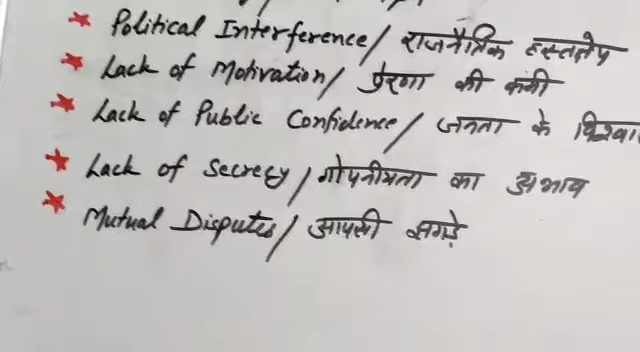 * Political Interference / राजनैतिक हस्तक्षेप
* Lack of Motivation / प्रेरणा की कमी
* Lack of Public Confidence / जनता के
* Lack of Secrecy / गोपनीयता का अभाव
* Mutual Disputes / आपसी झगड़े